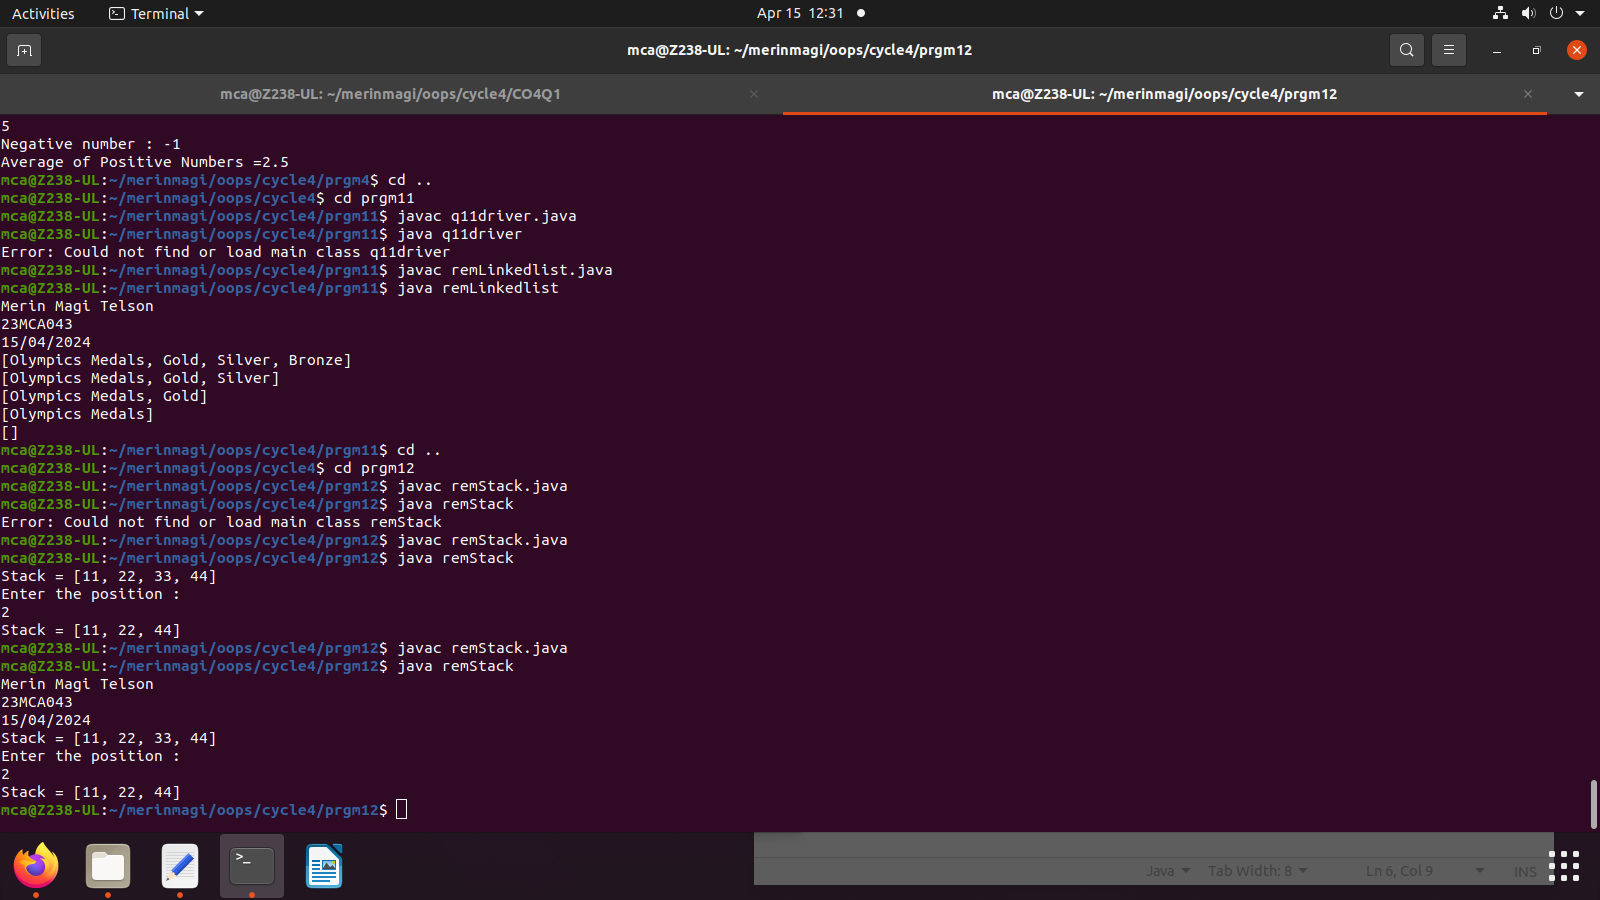 Activities
Terminal
Apr 15 12:31
mca@Z238-UL: ~/merinmagi/oops/cycle4/prgm12
mca@Z238-UL: ~/merinmagi/oops/cycle4/CO4Q1
mca@Z238-UL: ~/merinmagi/oops/cycle4/prgm12
5
Negative number : -1
Average of Positive Numbers =2.5
mca@Z238-UL:~/merinmagi/oops/cycle4/prgm4$ cd ..
mca@Z238-UL:~/merinmagi/oops/cycle4$ cd prgm11
mca@Z238-UL:~/merinmagi/oops/cycle4/prgm11$ javac q11driver.java
mca@Z238-UL:~/merinmagi/oops/cycle4/prgm11$ java q11driver
Error: Could not find or load main class q11driver
mca@Z238-UL:~/merinmagi/oops/cycle4/prgm11$ javac remLinkedlist.java
mca@Z238-UL:~/merinmagi/oops/cycle4/prgm11$ java remLinkedlist
Merin Magi Telson
23MCA043
15/04/2024
[Olympics Medals, Gold, Silver, Bronze]
[Olympics Medals, Gold, Silver]
[Olympics Medals, Gold]
[Olympics Medals]
[]
mca@Z238-UL:~/merinmagi/oops/cycle4/prgm11$ cd ..
mca@Z238-UL:~/merinmagi/oops/cycle4$ cd prgm12
mca@Z238-UL:~/merinmagi/oops/cycle4/prgm12$ javac remStack.java
mca@Z238-UL:~/merinmagi/oops/cycle4/prgm12$ java remStack
Error: Could not find or load main class remStack
mca@Z238-UL:~/merinmagi/oops/cycle4/prgm12$ javac remStack.java
mca@Z238-UL:~/merinmagi/oops/cycle4/prgm12$ java remStack
Stack = [11, 22, 33, 44]
Enter the position :
2
Stack = [11, 22, 44]
mca@Z238-UL:~/merinmagi/oops/cycle4/prgm12$ javac remStack.java
mca@Z238-UL:~/merinmagi/oops/cycle4/prgm12$ java remStack
Merin Magi Telson
23MCA043
15/04/2024
Stack = [11, 22, 33, 44]
Enter the position :
2
Stack = [11, 22, 44]
mca@Z238-UL:~/merinmagi/oops/cycle4/prgm12$
Java Tab Width: 8 Ln 6, Col 9 INS